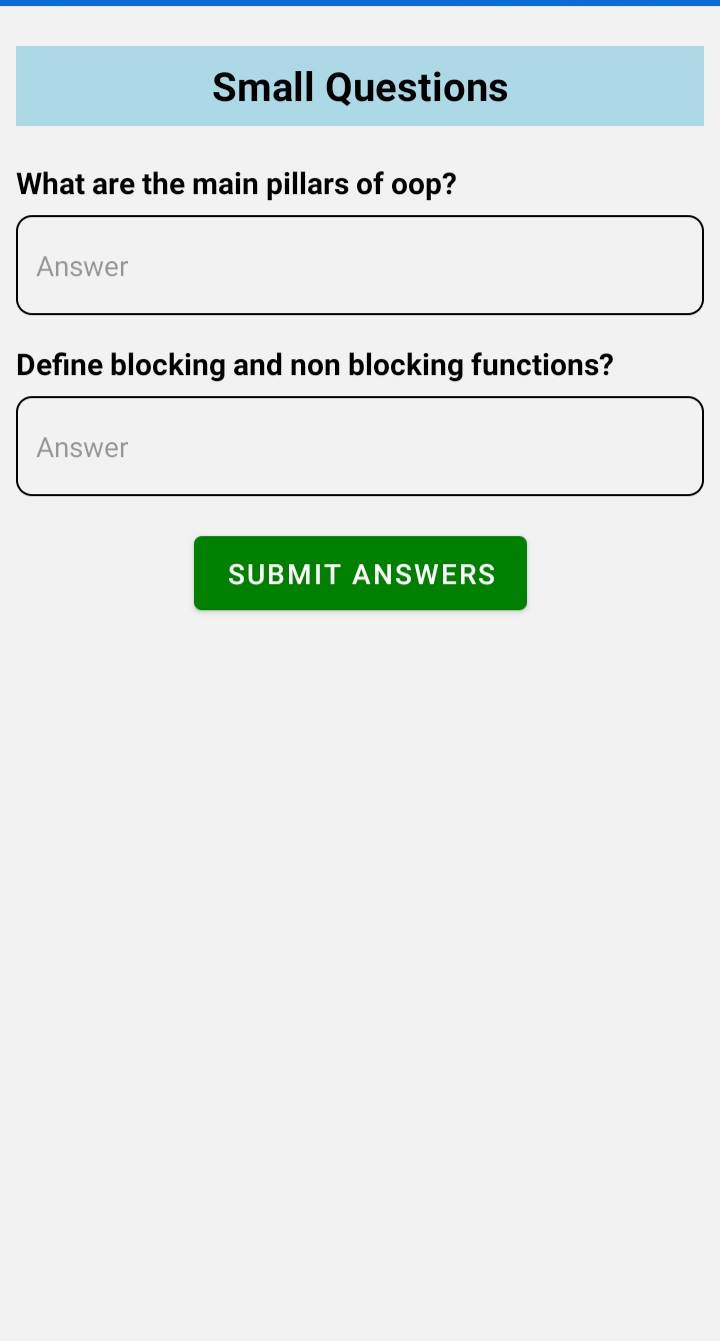 Small Questions
What are the main pillars of oop?
Answer
Define blocking and non blocking functions?
Answer
SUBMIT ANSWERS